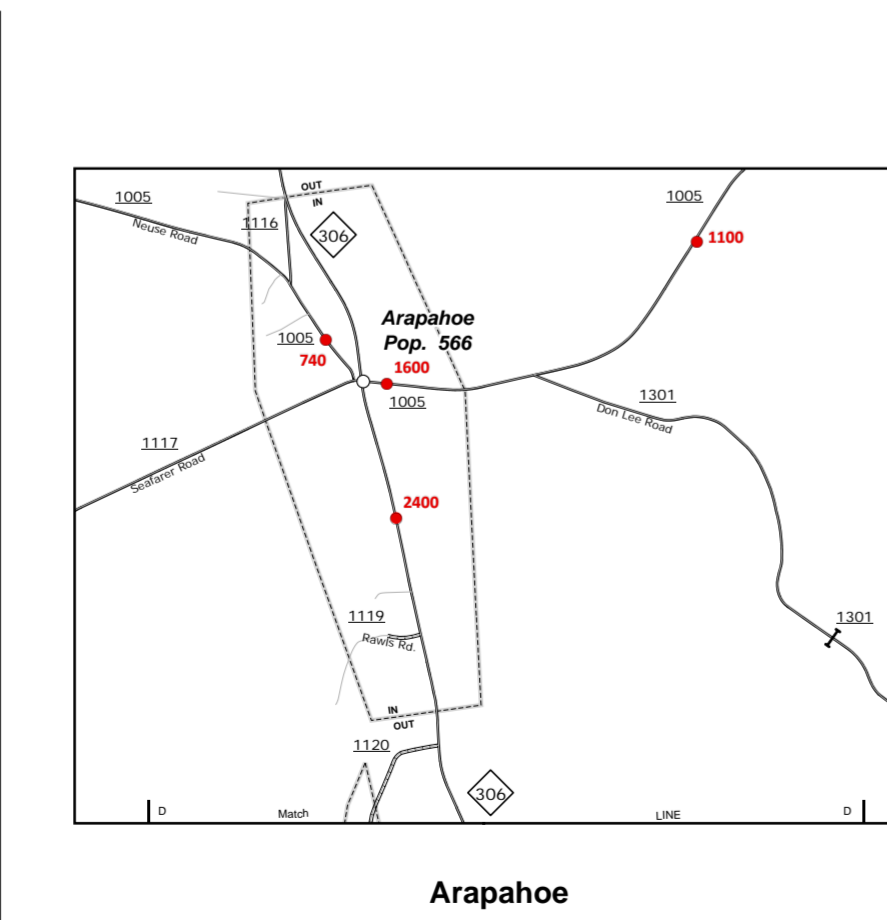 OUT
IN
1005
1005
Neuse Road
1116
306
1100
Arapahoe
Pop. 566
1005
740
1600
1005
1301
Don Lee Road
1117
Seafarer Road
2400
1119
Rawls Rd.
1301
IN
OUT
1120
306
D
Match
LINE
D
Arapahoe